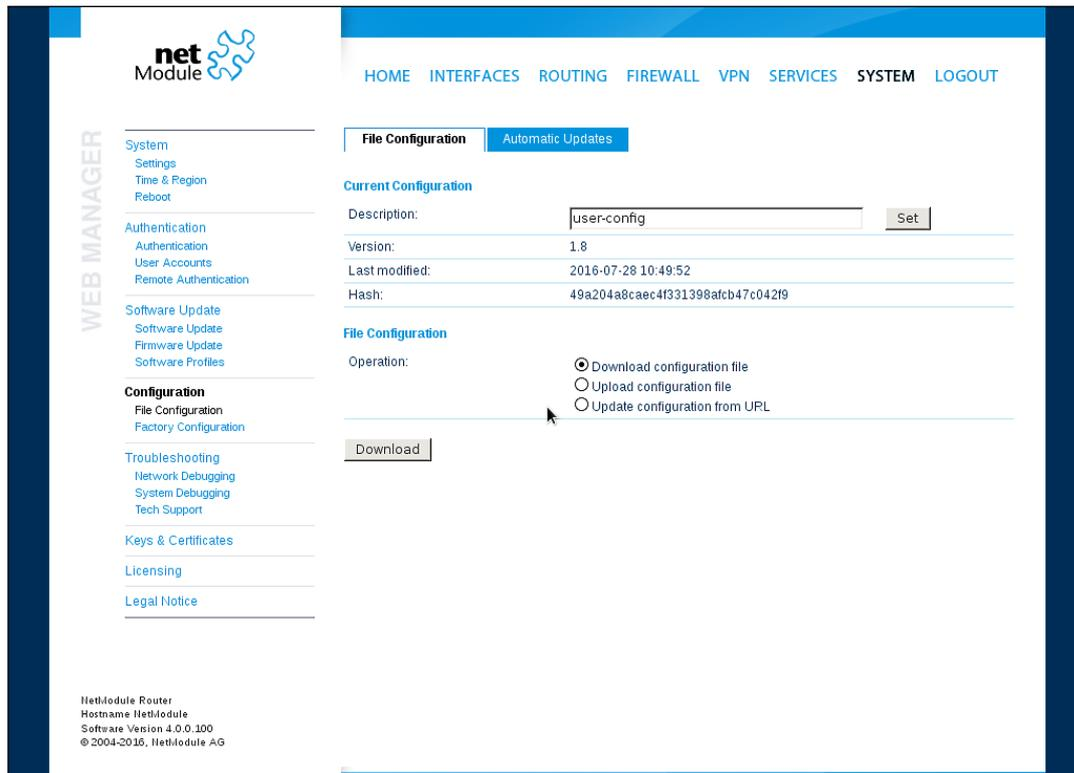 net
Module
HOME INTERFACES ROUTING FIREWALL VPN SERVICES SYSTEM LOGOUT
WEB MANAGER
System
Settings
Time & Region
Reboot
Authentication
Authentication
User Accounts
Remote Authentication
Software Update
Software Update
Firmware Update
Software Profiles
Configuration
File Configuration
Factory Configuration
Troubleshooting
Network Debugging
System Debugging
Tech Support
Keys & Certificates
Licensing
Legal Notice
File Configuration Automatic Updates
Current Configuration
Description: user-config Set
Version: 1.8
Last modified: 2016-07-28 10:49:52
Hash: 49a204a8caec4f331398afcb47c042f9
File Configuration
Operation: Download configuration file
Upload configuration file
Update configuration from URL
Download
NetModule Router
Hostname NetModule
Software Version 4.0.0.100
© 2004-2016, NetModule AG